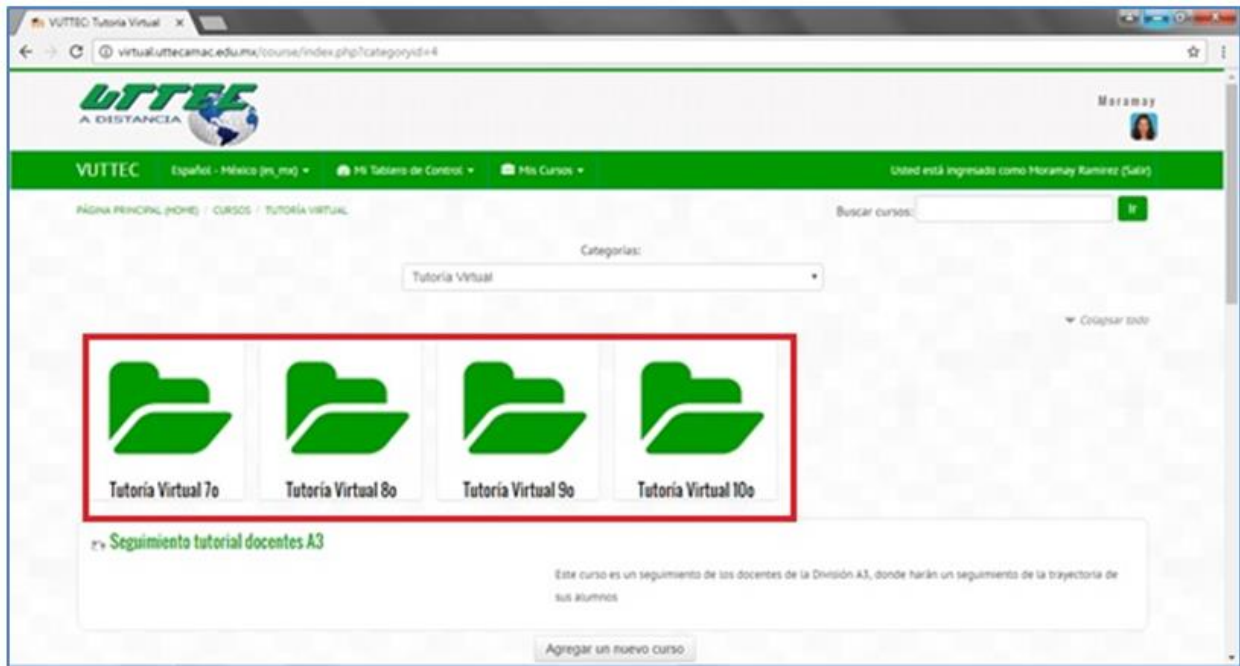 VUTTEC: Tutoría Virtual
virtual.uttecamac.edu.mx/course/index.php?categoryid=4
UTTEC
A DISTANCIA
Moramay
VUTTEC Español - México (es_mx) Mi Tablero de Control Mis Cursos Usted está ingresado como Moramay Ramirez (Salir)
PÁGINA PRINCIPAL (HOME) / CURSOS / TUTORÍA VIRTUAL
Buscar cursos: Ir
Categorías:
Tutoría Virtual
Colapsar todo
Tutoría Virtual 7o Tutoría Virtual 8o Tutoría Virtual 9o Tutoría Virtual 10o
Seguimiento tutorial docentes A3
Este curso es un seguimiento de los docentes de la División A3, donde harán un seguimiento de la trayectoria de
sus alumnos
Agregar un nuevo curso